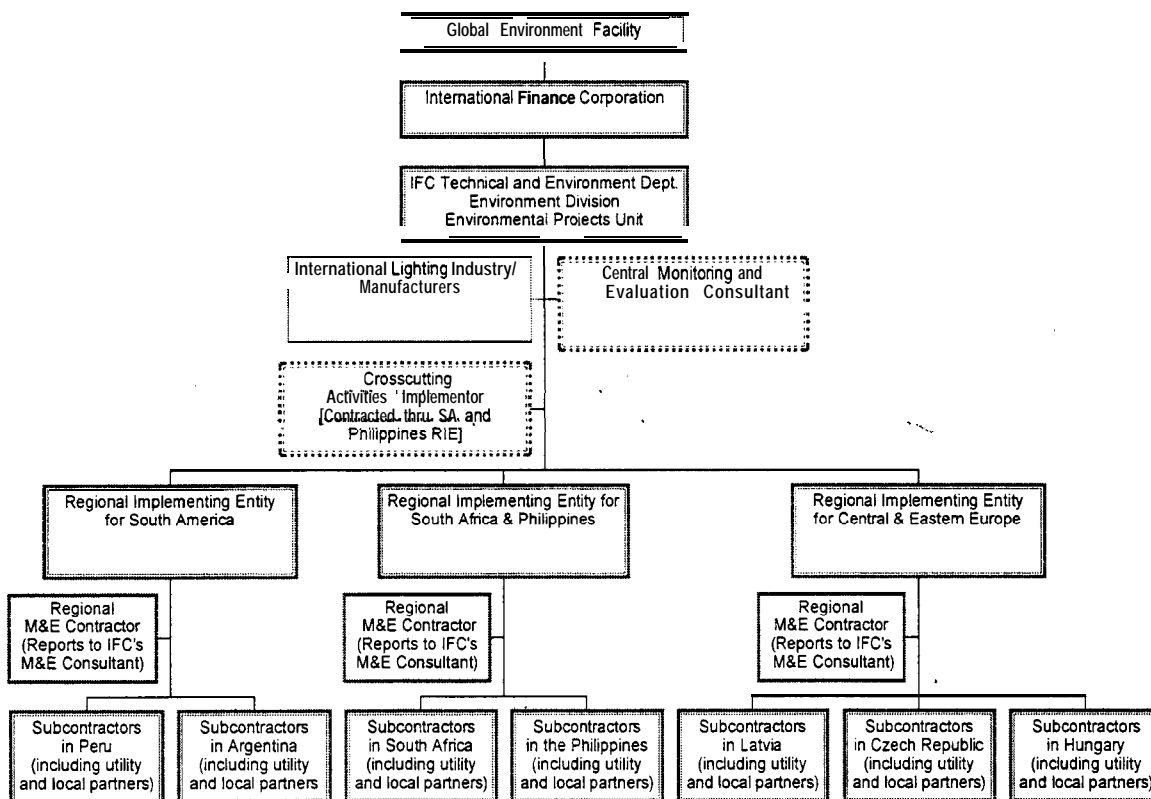 Global Environment Facility
International Finance Corporation
IFC Technical and Environment Dept.
Environment Division
Environmental Projects Unit
International Lighting Industry/
Manufacturers
Central Monitoring and
Evaluation Consultant
Crosscutting
Activities ' Implementor
[Contracted thru SA. and
Philippines RIE]
Regional Implementing Entity
for South America
Regional Implementing Entity for
South Africa & Philippines
Regional Implementing Entity
for Central & Eastern Europe
Regional
M&E Contractor
(Reports to IFC's
M&E Consultant)
Regional
M&E Contractor
(Reports to IFC's
M&E Consultant)
Regional
M&E Contractor
(Reports to IFC's
M&E Consultant)
Subcontractors
in Peru
(including utility
and local partners)
Subcontractors
in Argentina
(including utility
and local partners
Subcontractors
in South Africa
(including utility
and local partners)
Subcontractors
in the Philippines
(including utility
and local partners)
Subcontractors
in Latvia
(including utility
and local partners)
Subcontractors
in Czech Republic
(including utility
and local partners)
Subcontractors
in Hungary
(including utility
and local partners)